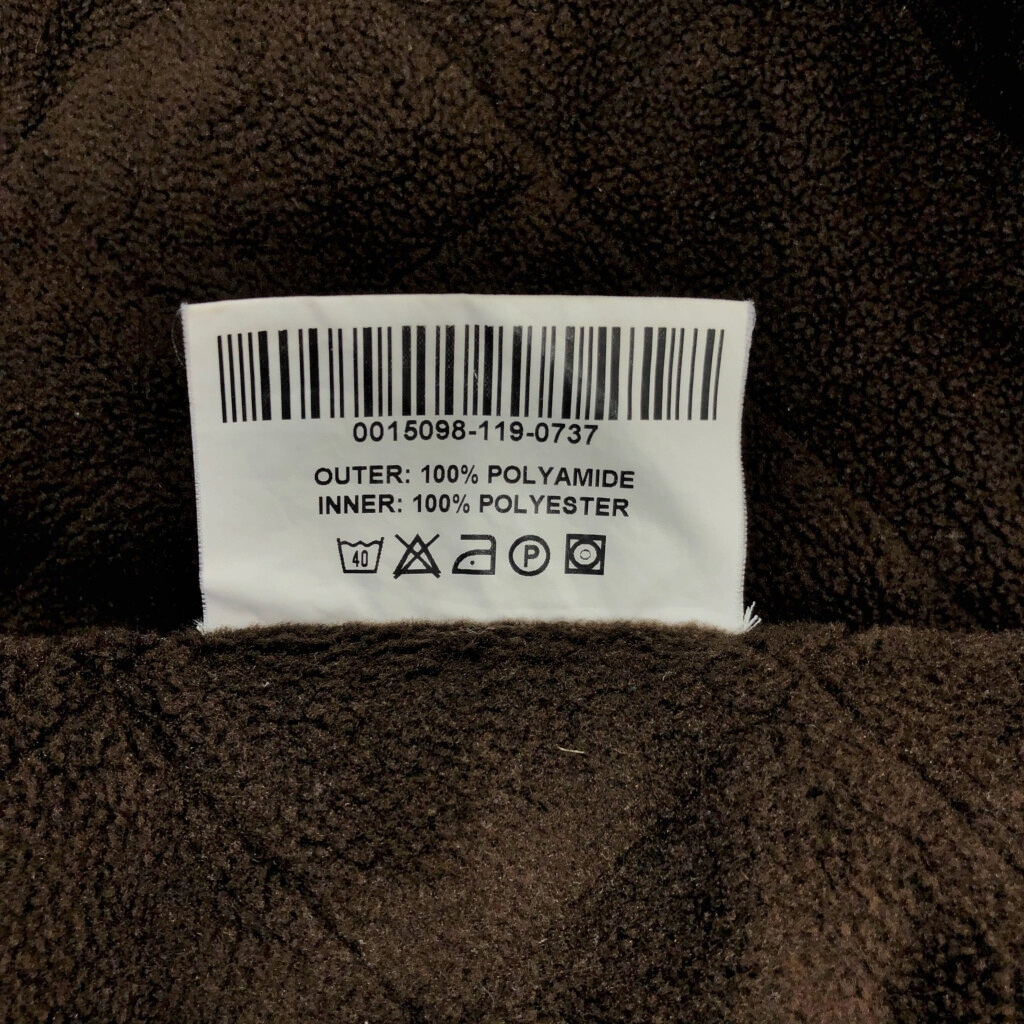 0015098-119-0737
OUTER: 100% POLYAMIDE
INNER: 100% POLYESTER
40 P